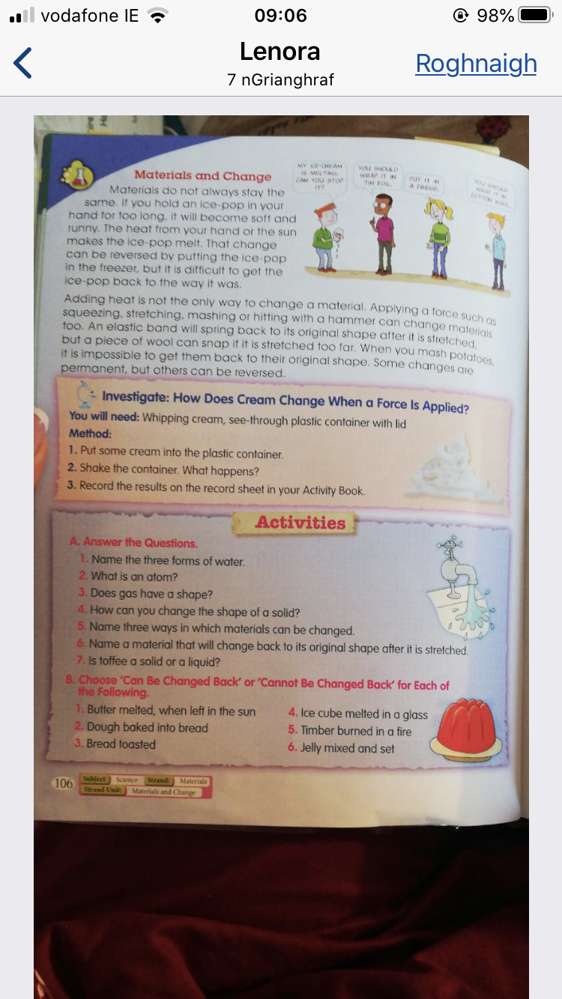 vodafone IE
09:06
98%
Lenora
7 nGrianghraf
Roghnaigh
MY ICE-CREAM
IS MELTING.
CAN YOU STOP
IT?
YOU SHOULD
WRAP IT IN
TIN FOIL.
PUT IT IN
A FRIDGE.
YOU SHOULD
WRAP IT IN
COTTON WOOL.
Materials and Change
Materials do not always stay the
same. If you hold an ice-pop in your
hand for too long, it will become soft and
runny. The heat from your hand or the sun
makes the ice-pop melt. That change
can be reversed by putting the ice-pop
in the freezer, but it is difficult to get the
ice-pop back to the way it was.
Adding heat is not the only way to change a material. Applying a force such as
squeezing, stretching, mashing or hitting with a hammer can change materials
too. An elastic band will spring back to its original shape after it is stretched,
but a piece of wool can snap if it is stretched too far. When you mash potatoes,
it is impossible to get them back to their original shape. Some changes are
permanent, but others can be reversed.
Investigate: How Does Cream Change When a Force Is Applied?
You will need: Whipping cream, see-through plastic container with lid
Method:
1. Put some cream into the plastic container.
2. Shake the container. What happens?
3. Record the results on the record sheet in your Activity Book.
Activities
A. Answer the Questions.
1. Name the three forms of water.
2. What is an atom?
3. Does gas have a shape?
4. How can you change the shape of a solid?
5. Name three ways in which materials can be changed.
6. Name a material that will change back to its original shape after it is stretched.
7. Is toffee a solid or a liquid?
B. Choose 'Can Be Changed Back' or 'Cannot Be Changed Back' for Each of
the Following.
1. Butter melted, when left in the sun
2. Dough baked into bread
3. Bread toasted
4. Ice cube melted in a glass
5. Timber burned in a fire
6. Jelly mixed and set
106
Subject: Science Strand: Materials
Strand Unit: Materials and Change